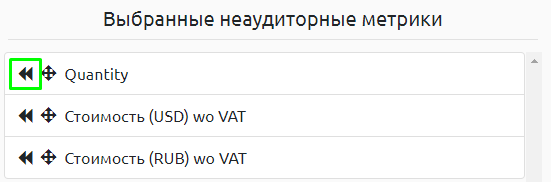 Выбранные неаудиторные метрики
Quantity
Стоимость (USD) wo VAT
Стоимость (RUB) wo VAT